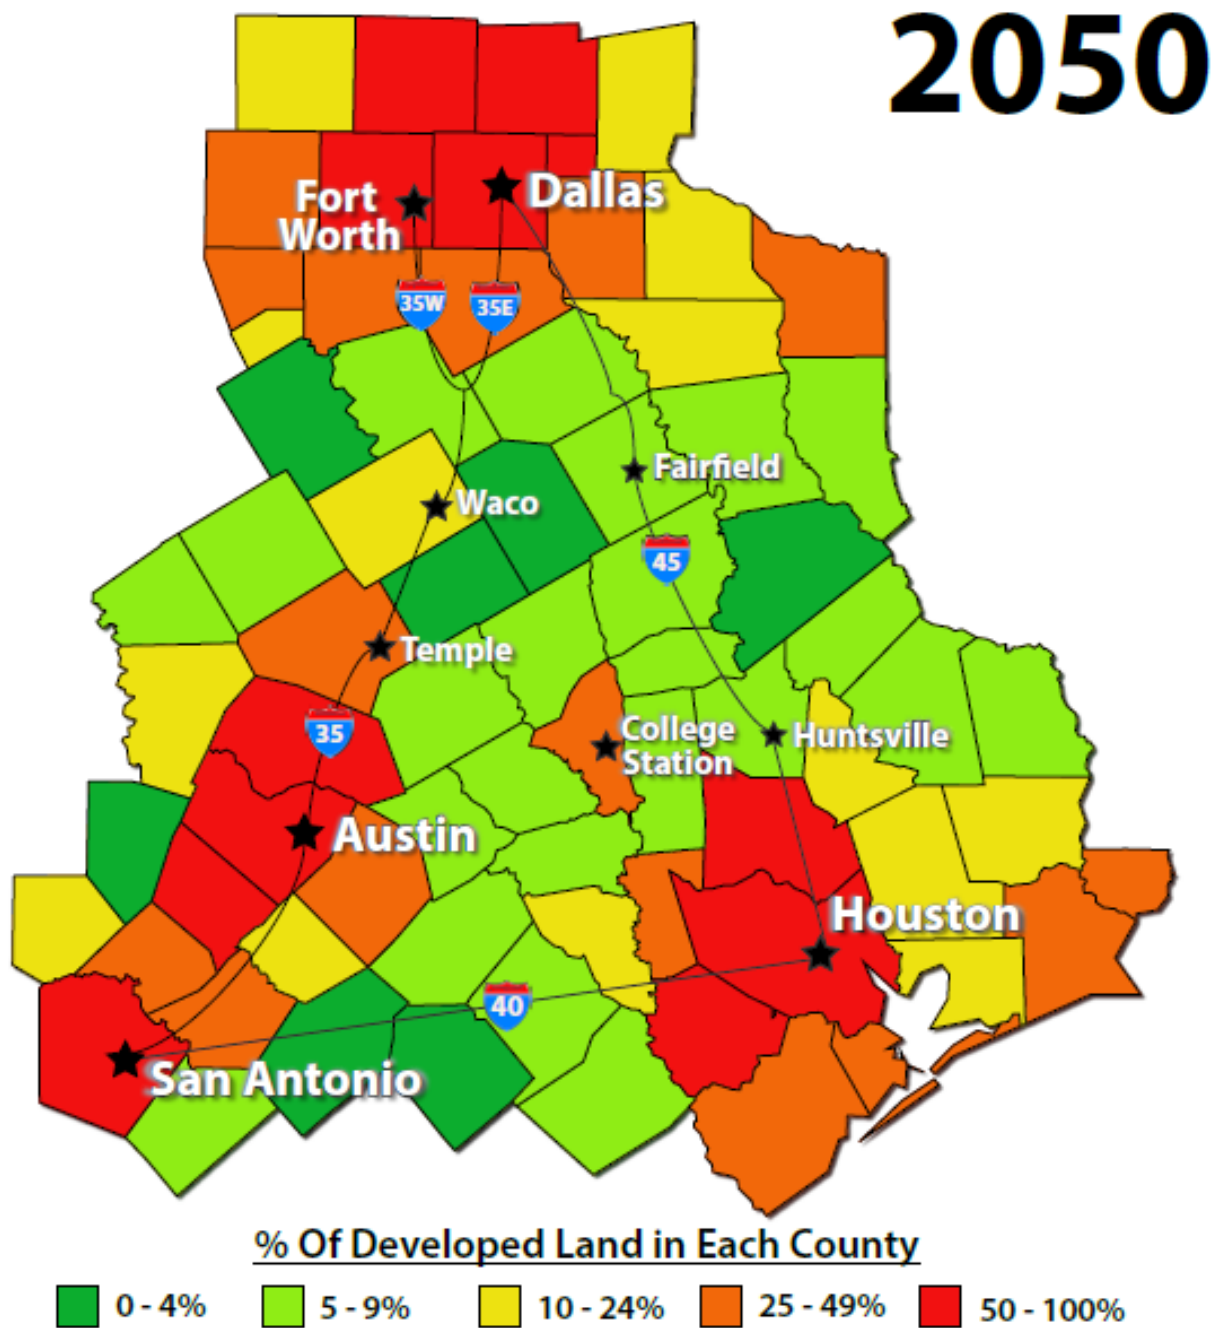 2050
Fort
Worth
Dallas
35W
35E
Fairfield
Waco
45
Temple
College
Station
Huntsville
35
Austin
Houston
40
San Antonio
% Of Developed Land in Each County
0 - 4%
5 - 9%
10 - 24%
25 - 49%
50 - 100%